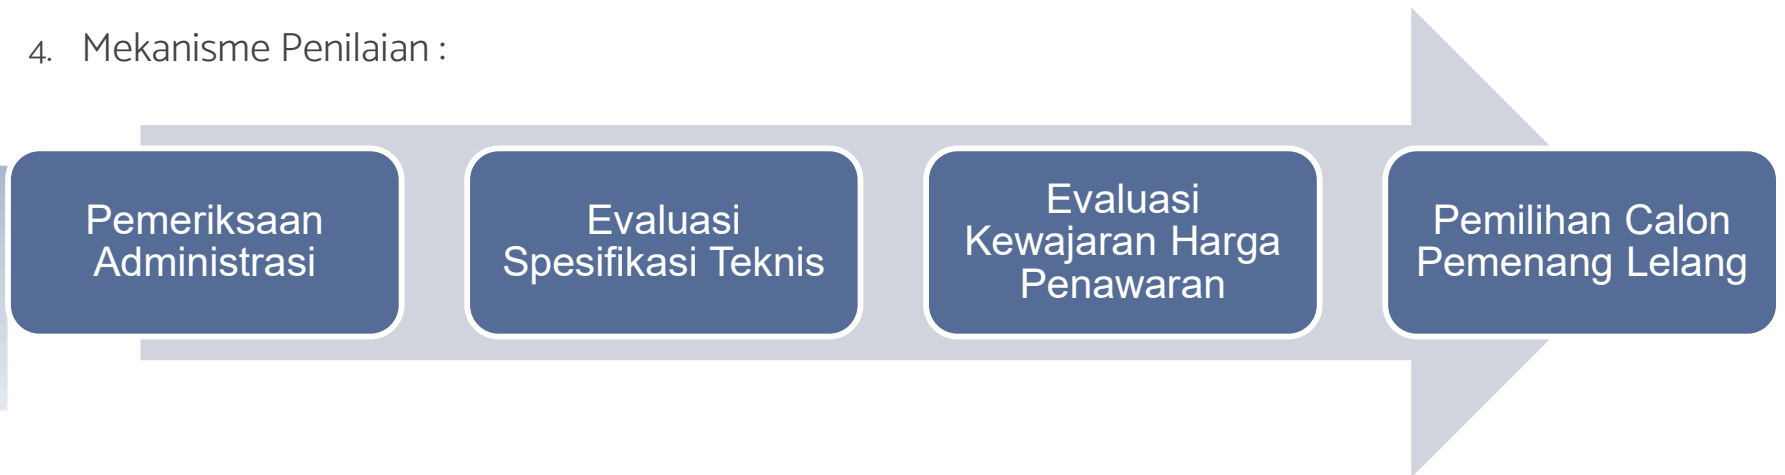 4. Mekanisme Penilaian :
Pemeriksaan
Administrasi
Evaluasi
Spesifikasi Teknis
Evaluasi
Kewajaran Harga
Penawaran
Pemilihan Calon
Pemenang Lelang